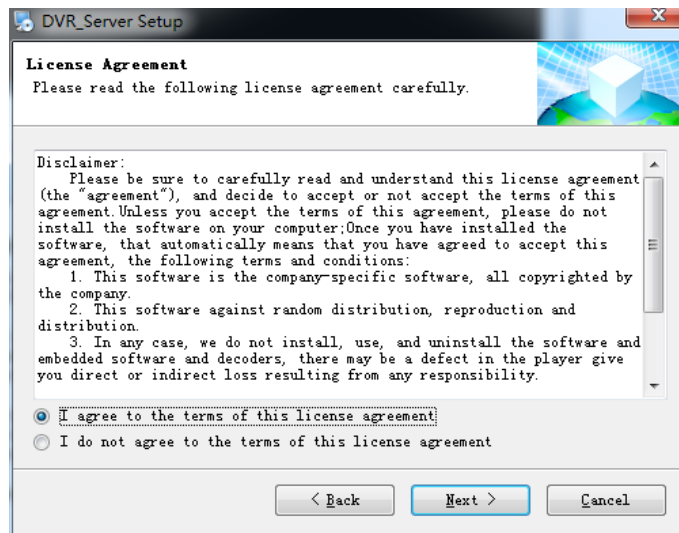 DVR_Server Setup
License Agreement
Please read the following license agreement carefully.
Disclaimer:
Please be sure to carefully read and understand this license agreement
(the "agreement"), and decide to accept or not accept the terms of this
agreement.Unless you accept the terms of this agreement, please do not
install the software on your computer;Once you have installed the
software, that automatically means that you have agreed to accept this
agreement, the following terms and conditions:
1. This software is the company-specific software, all copyrighted by
the company.
2. This software against random distribution, reproduction and
distribution.
3. In any case, we do not install, use, and uninstall the software and
embedded software and decoders, there may be a defect in the player give
you direct or indirect loss resulting from any responsibility.
I agree to the terms of this license agreement
I do not agree to the terms of this license agreement
< Back Next > Cancel